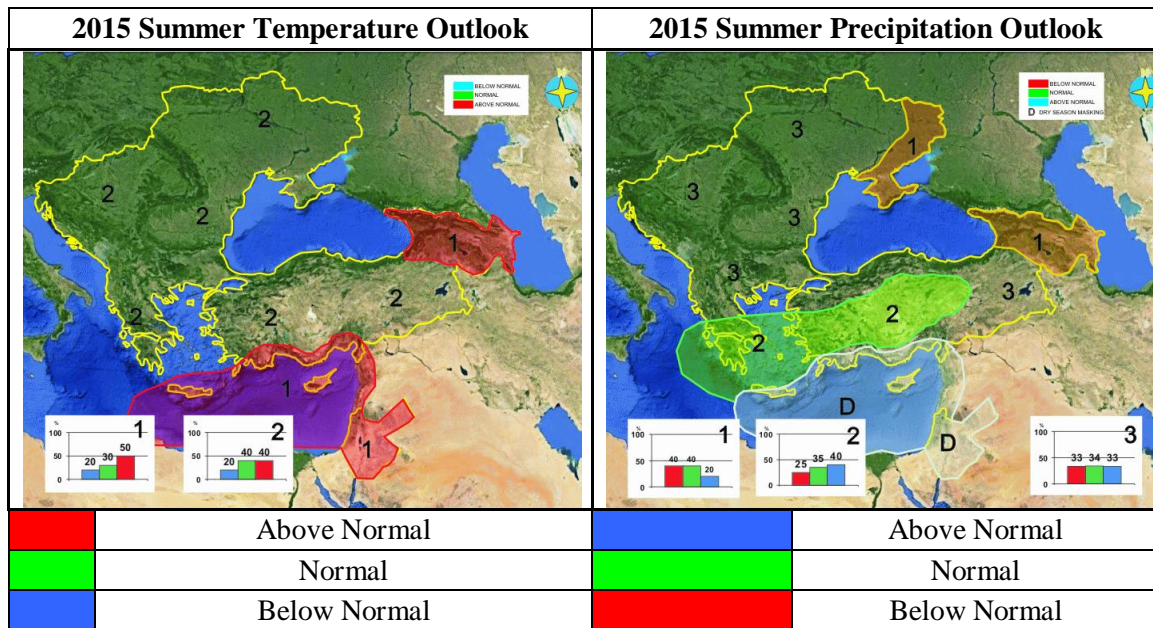 2015 Summer Temperature Outlook
2015 Summer Precipitation Outlook
BELOW NORMAL
NORMAL
ABOVE NORMAL
2
2
2
1
2
2
2
1
1
%
100
50
0
20 30 50
1
%
100
50
0
20 40 40
2
BELOW NORMAL
NORMAL
ABOVE NORMAL
D DRY SEASON MASKING
3
1
3
3
1
3
3
2
2
D
D
%
100
50
0
40 40 20
1
%
100
50
0
25 35 40
2
%
100
50
0
33 34 33
3
Above Normal
Above Normal
Normal
Normal
Below Normal
Below Normal